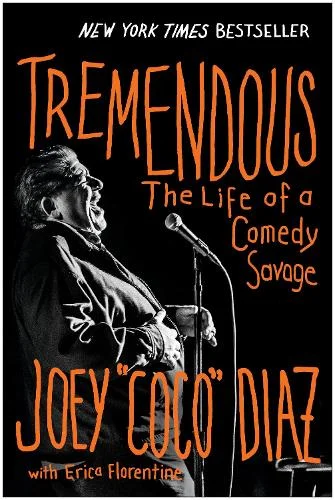 NEW YORK TIMES BESTSELLER
TREMENDOUS
The Life of a
Comedy
Savage
JOEY "COCO" DIAZ
with Erica Florentine